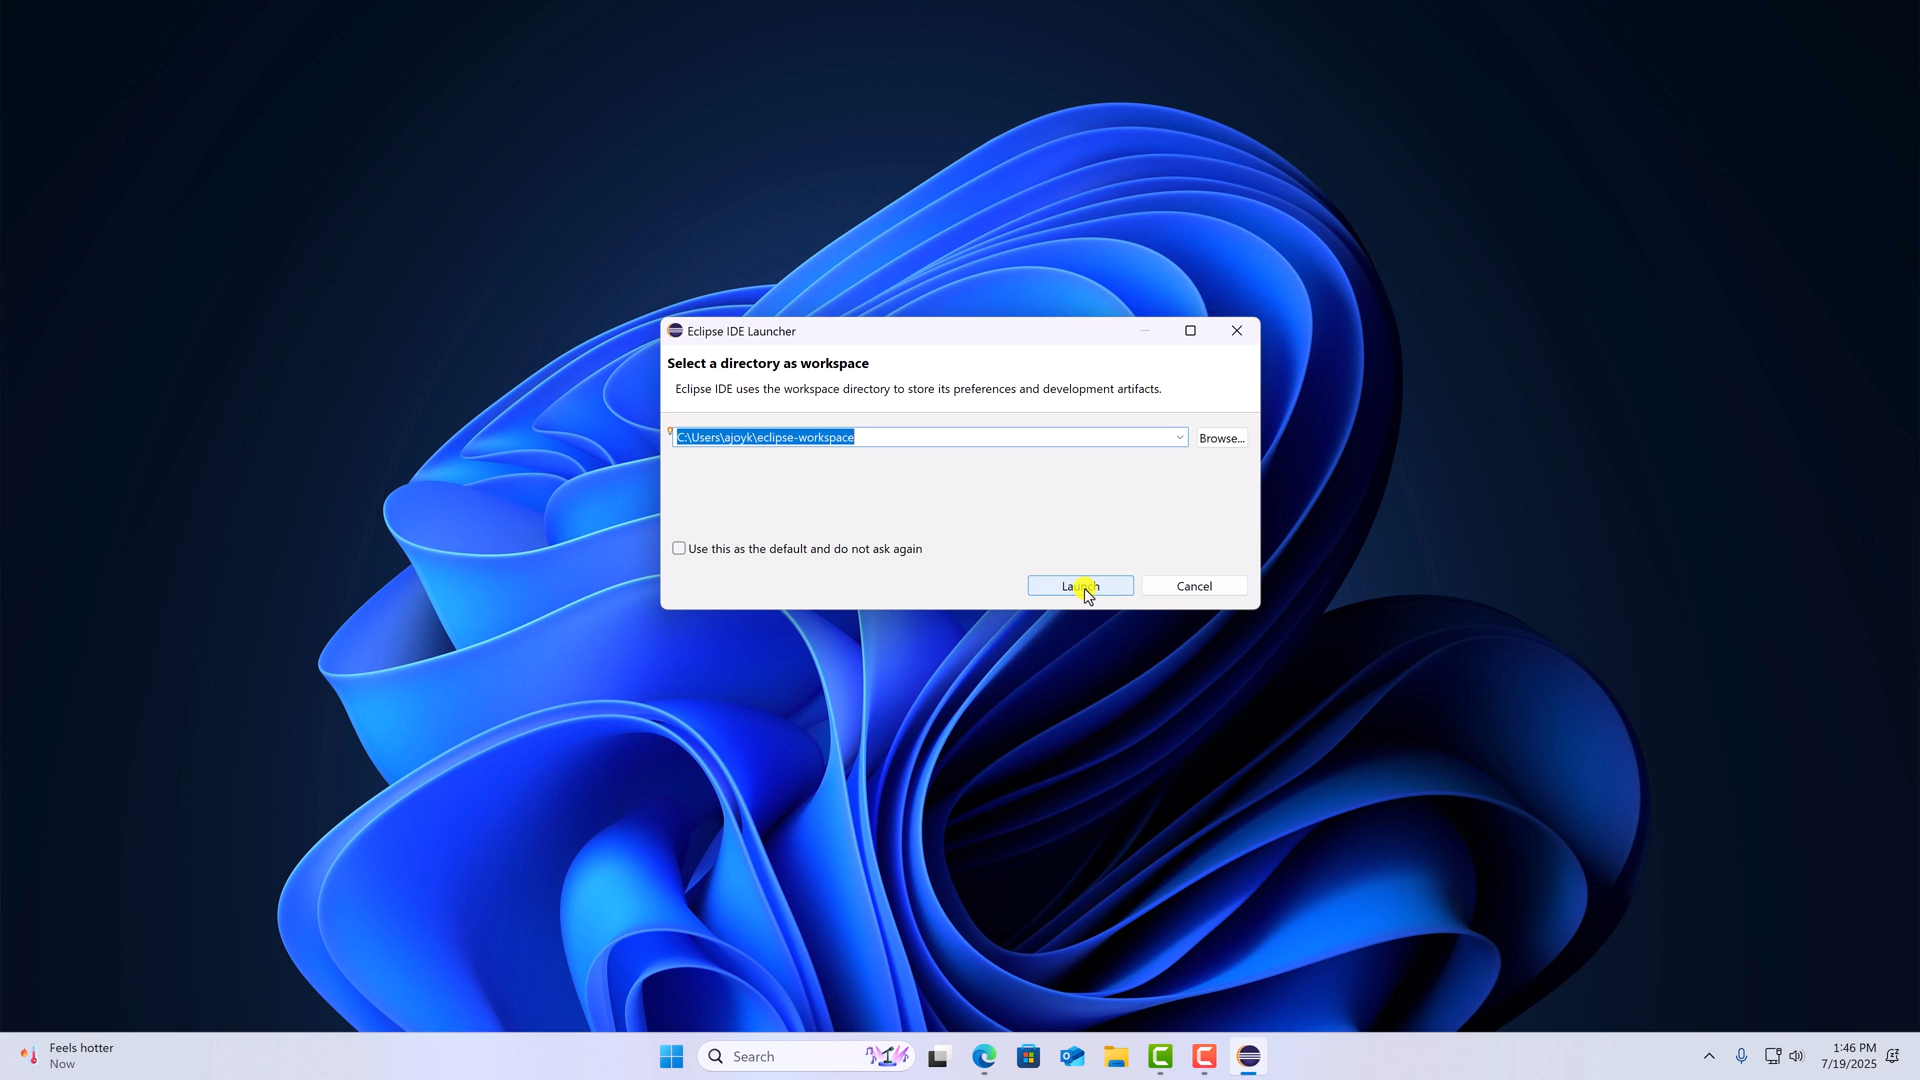 Eclipse IDE Launcher
Select a directory as workspace
Eclipse IDE uses the workspace directory to store its preferences and development artifacts.
C:\Users\ajoyk\eclipse-workspace
Browse...
Use this as the default and do not ask again
Launch
Cancel
Feels hotter
Now
Search
1:46 PM
7/19/2025